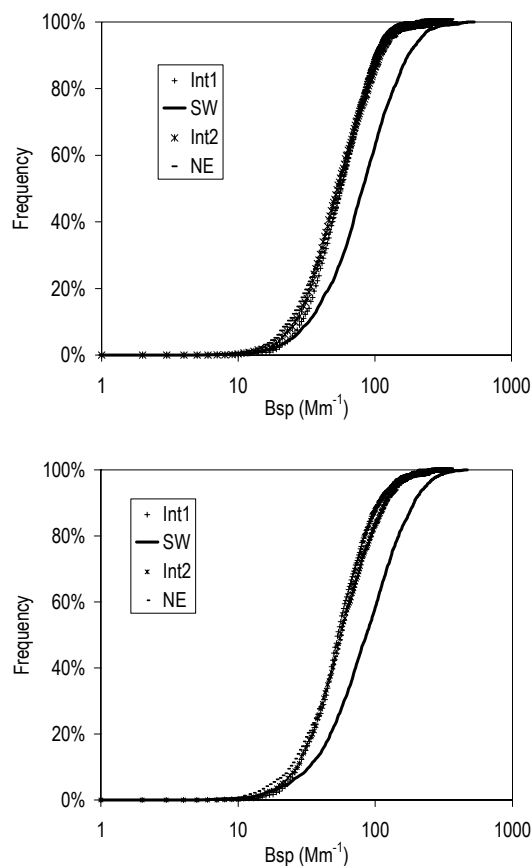 100%
80%
60%
40%
20%
0%
Frequency
Int1
SW
Int2
NE
1
10
100
1000
Bsp (Mm⁻¹)
100%
80%
60%
40%
20%
0%
Frequency
Int1
SW
Int2
NE
1
10
100
1000
Bsp (Mm⁻¹)